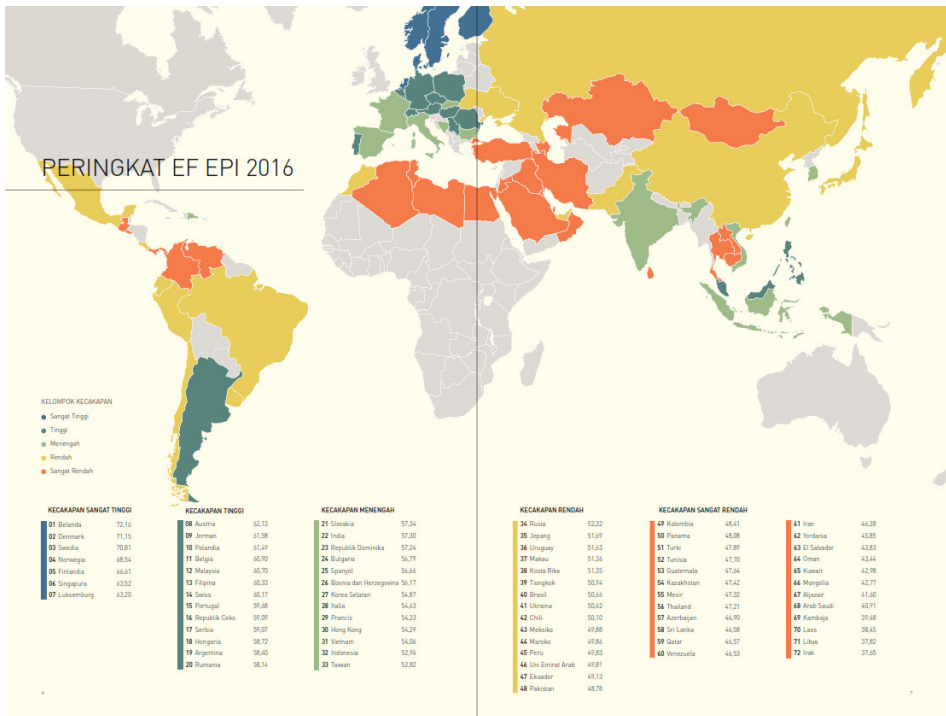 PERINGKAT EF EPI 2016
KELOMPOK KECAKAPAN
Sangat Tinggi
Tinggi
Menengah
Rendah
Sangat Rendah
KECAKAPAN SANGAT TINGGI
01 Belanda 72,16
02 Denmark 71,15
03 Swedia 70,81
04 Norwegia 68,54
05 Finlandia 66,61
06 Singapura 63,52
07 Luksemburg 63,20
KECAKAPAN TINGGI
08 Austria 62,13
09 Jerman 61,58
10 Polandia 61,49
11 Belgia 60,90
12 Malaysia 60,70
13 Filipina 60,33
14 Swiss 60,17
15 Portugal 59,68
16 Republik Ceko 59,09
17 Serbia 59,07
18 Hongaria 58,72
19 Argentina 58,40
20 Rumania 58,14
KECAKAPAN MENENGAH
21 Slovakia 57,34
22 India 57,30
23 Republik Dominika 57,24
24 Bulgaria 56,79
25 Spanyol 56,66
26 Bosnia dan Herzegovina 56,17
27 Korea Selatan 54,87
28 Italia 54,63
29 Prancis 54,33
30 Hong Kong 54,29
31 Vietnam 54,06
32 Indonesia 52,94
33 Taiwan 52,82
KECAKAPAN RENDAH
34 Rusia 52,32
35 Jepang 51,69
36 Uruguay 51,63
37 Makau 51,36
38 Kosta Rika 51,35
39 Tiongkok 50,94
40 Brasil 50,66
41 Ukraina 50,62
42 Chili 50,10
43 Meksiko 49,88
44 Maroko 49,86
45 Peru 49,83
46 Uni Emirat Arab 49,81
47 Ekuador 49,13
48 Pakistan 48,78
KECAKAPAN SANGAT RENDAH
49 Kolombia 48,41
50 Panama 48,08
51 Turki 47,89
52 Tunisia 47,70
53 Guatemala 47,64
54 Kazakhstan 47,42
55 Mesir 47,32
56 Thailand 47,21
57 Azerbaijan 46,90
58 Sri Lanka 46,58
59 Qatar 46,57
60 Venezuela 46,53
61 Iran 46,38
62 Yordania 45,85
63 El Sabador 43,83
64 Oman 43,44
65 Kuwait 42,98
66 Mengolia 42,77
67 Aljazair 41,60
68 Arab Saudi 40,91
69 Kamboja 39,48
70 Laos 38,45
71 Libya 37,82
72 Irak 37,65